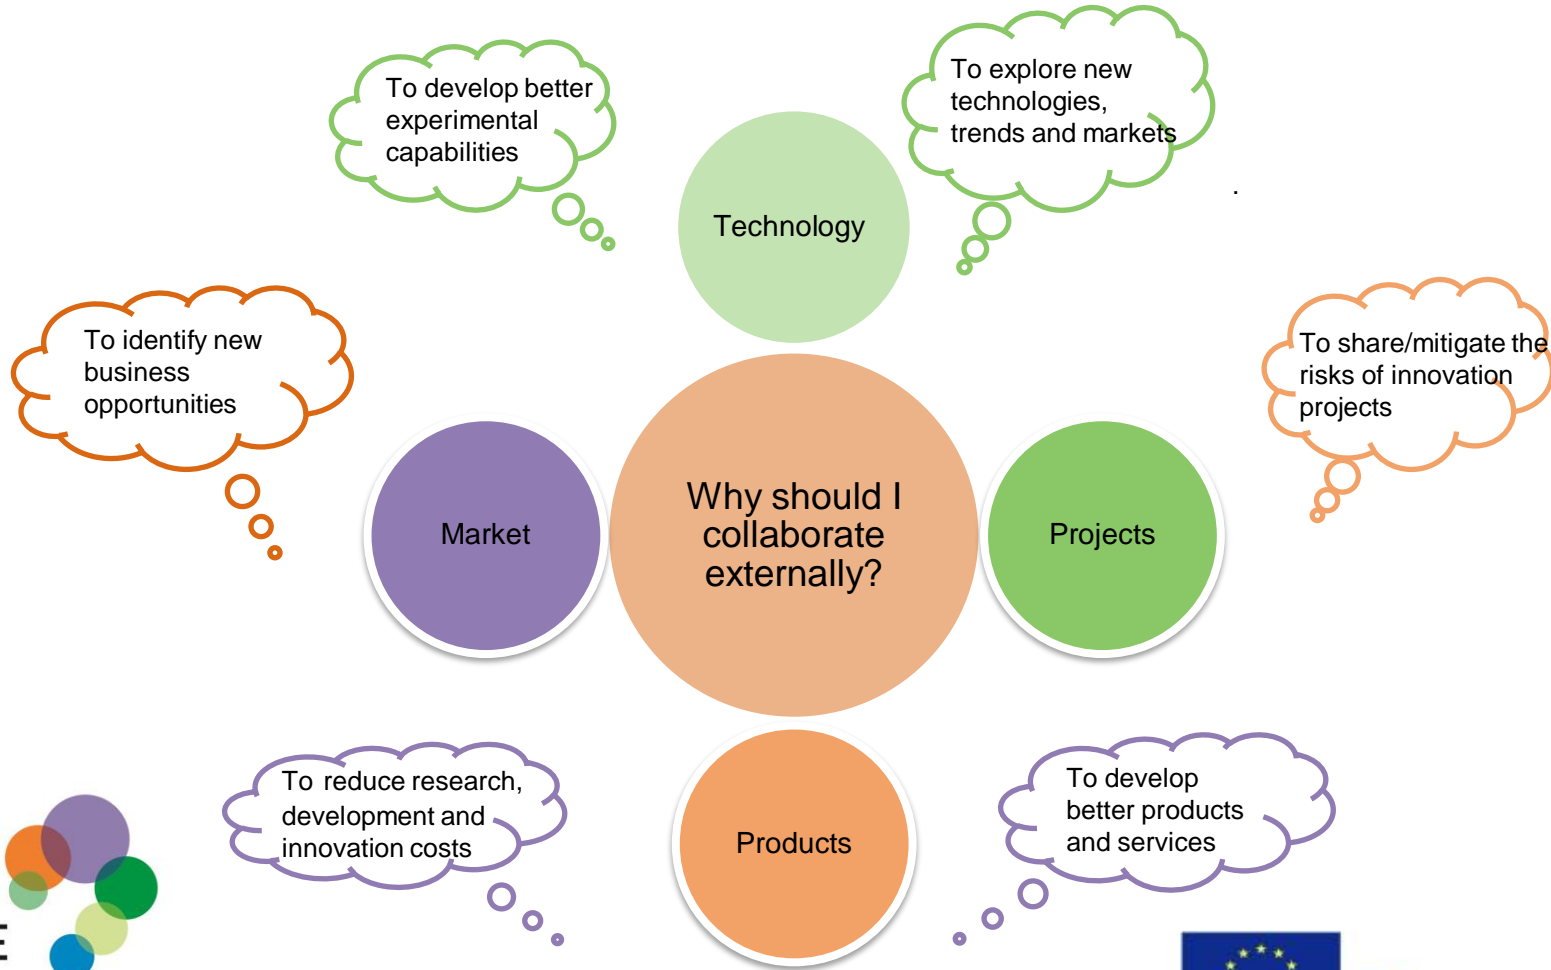 To develop better
experimental
capabilities
To explore new
technologies,
trends and markets
.
Technology
To identify new
business
opportunities
To share/mitigate the
risks of innovation
projects
Market
Why should I
collaborate
externally?
Projects
To reduce research,
development and
innovation costs
Products
To develop
better products
and services
E